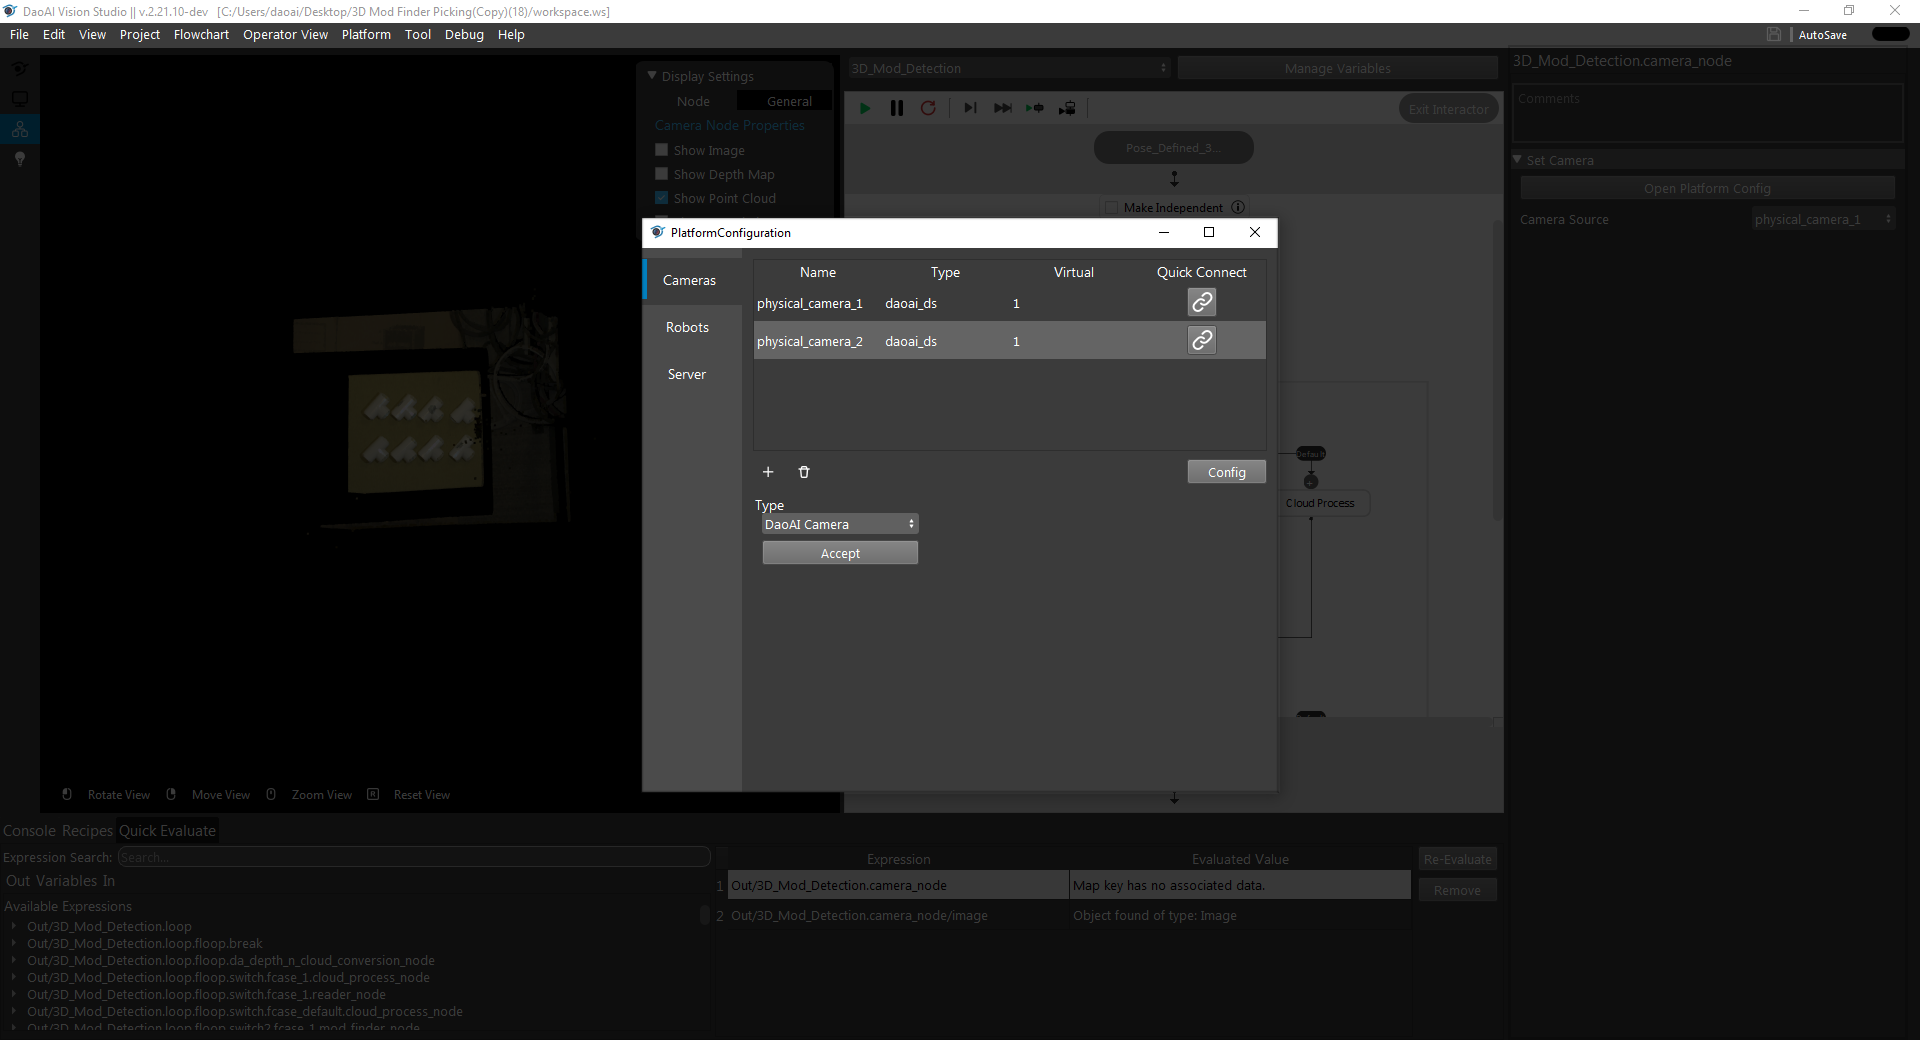 DaoAI Vision Studio || v.2.21.10-dev [C:/Users/daoai/Desktop/3D Mod Finder Picking(Copy)(18)/workspace.ws]
File Edit View Project Flowchart Operator View Platform Tool Debug Help
AutoSave
Display Settings
Node General
Camera Node Properties
Show Image
Show Depth Map
Show Point Cloud
3D_Mod_Detection
Manage Variables
Exit Interactor
Pose_Defined_3...
Make Independent
3D_Mod_Detection.camera_node
Comments
Set Camera
Open Platform Config
Camera Source physical_camera_1
PlatformConfiguration
Cameras
Robots
Server
Name Type Virtual Quick Connect
physical_camera_1 daoai_ds 1
physical_camera_2 daoai_ds 1
Config
Type
DaoAI Camera
Accept
Default
Cloud Process
Rotate View Move View Zoom View R Reset View
Console Recipes Quick Evaluate
Expression Search: Search...
Out Variables In
Available Expressions
Out/3D_Mod_Detection.loop
Out/3D_Mod_Detection.loop.floop.break
Out/3D_Mod_Detection.loop.floop.da_depth_n_cloud_conversion_node
Out/3D_Mod_Detection.loop.floop.switch.fcase_1.cloud_process_node
Out/3D_Mod_Detection.loop.floop.switch.fcase_1.reader_node
Out/3D_Mod_Detection.loop.floop.switch.fcase_default.cloud_process_node
Out/3D_Mod_Detection.loop.floop.switch2.fcase_1.mod_finder_node
Expression Evaluated Value
1 Out/3D_Mod_Detection.camera_node Map key has no associated data.
2 Out/3D_Mod_Detection.camera_node/image Object found of type: Image
Re-Evaluate
Remove